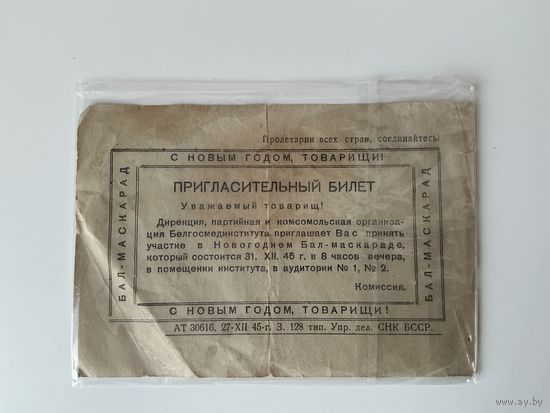 Пролетарии всех стран, соединяйтесь!
С НОВЫМ ГОДОМ, ТОВАРИЩИ!
БАЛ-МАСКАРАД
ПРИГЛАСИТЕЛЬНЫЙ БИЛЕТ
Уважаемый товарищ!
Дирекция, партийная и комсомольская организа-
ция Белгосмединститута приглашает Вас принять
участие в Новогоднем Бал-маскараде,
который состоится 31. XII. 45 г. в 8 часов вечера,
в помещении института, в аудитории № 1, № 2.
Комиссия.
БАЛ-МАСКАРАД
С НОВЫМ ГОДОМ, ТОВАРИЩИ!
АТ 30616, 27-XII 45-г. З. 128 тип. Упр. дел. СНК БССР.
www.ay.by